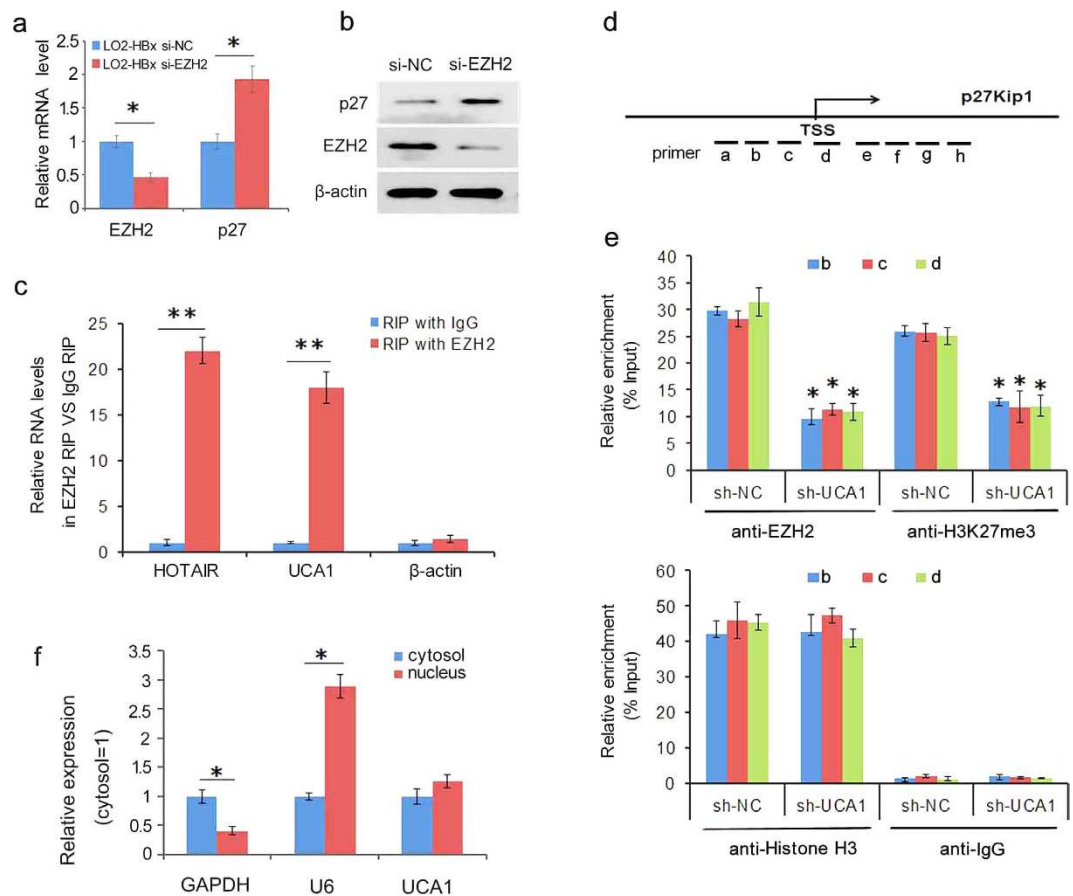 a
Relative mRNA level
2.5
2
1.5
1
0.5
0
LO2-HBx si-NC
LO2-HBx si-EZH2
*
*
EZH2 p27
b
si-NC si-EZH2
p27
EZH2
β-actin
c
Relative RNA levels
in EZH2 RIP VS IgG RIP
25
20
15
10
5
0
RIP with IgG
RIP with EZH2
**
**
HOTAIR UCA1 β-actin
d
p27Kip1
TSS
primer a b c d e f g h
e
Relative enrichment
(% Input)
40
35
30
25
20
15
10
5
0
b c d
* * *
* * *
sh-NC sh-UCA1 sh-NC sh-UCA1
anti-EZH2 anti-H3K27me3
Relative enrichment
(% Input)
60
50
40
30
20
10
0
b c d
sh-NC sh-UCA1 sh-NC sh-UCA1
anti-Histone H3 anti-IgG
f
Relative expression
(cytosol=1)
3.5
3
2.5
2
1.5
1
0.5
0
cytosol
nucleus
*
*
GAPDH U6 UCA1